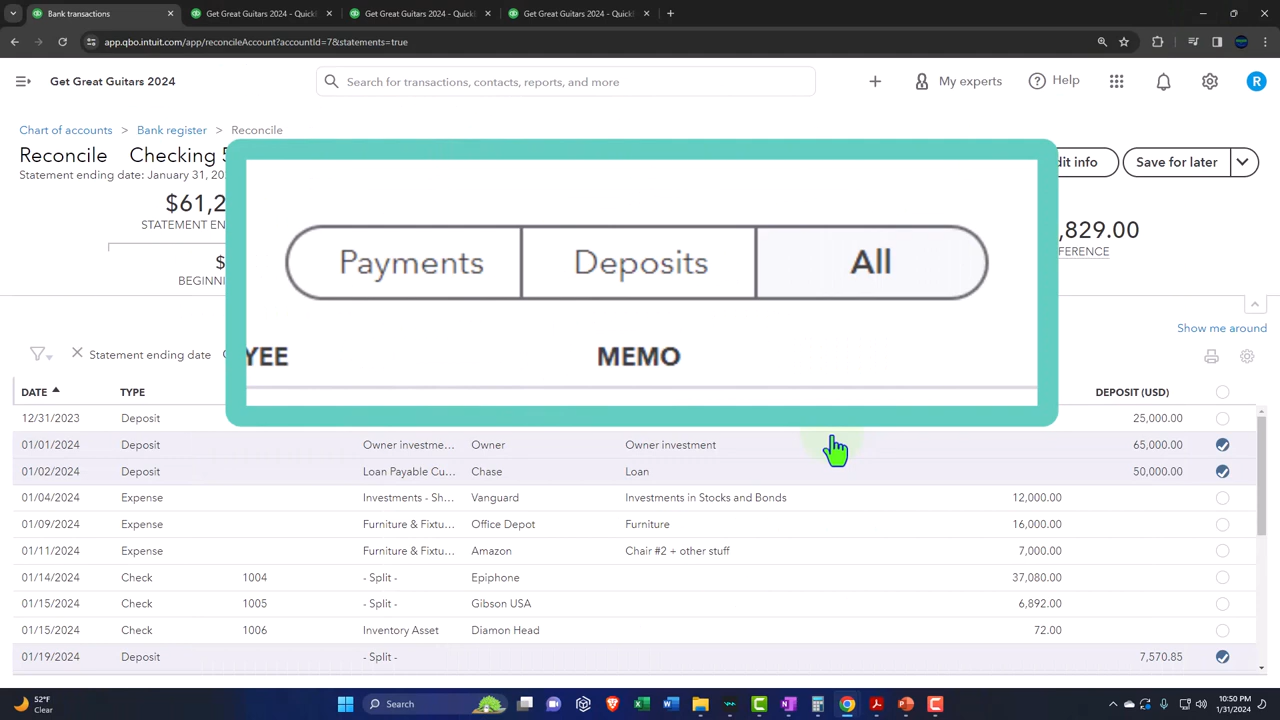 Bank transactions
Get Great Guitars 2024 - QuickB
Get Great Guitars 2024 - QuickB
Get Great Guitars 2024 - QuickB
app.qbo.intuit.com/app/reconcileAccount?accountId=7&statements=true
Get Great Guitars 2024
Search for transactions, contacts, reports, and more
My experts
Help
R
Chart of accounts > Bank register > Reconcile
Reconcile Checking
Statement ending date: January 31,
Save for later
$61,2
STATEMENT EN
,829.00
BEGINNI
Payments Deposits All
MEMO
Show me around
Statement ending date
DATE TYPE DEPOSIT (USD)
12/31/2023 Deposit 25,000.00
01/01/2024 Deposit Owner investme... Owner Owner investment 65,000.00
01/02/2024 Deposit Loan Payable Cu... Chase Loan 50,000.00
01/04/2024 Expense Investments - Sh... Vanguard Investments in Stocks and Bonds 12,000.00
01/09/2024 Expense Furniture & Fixtu... Office Depot Furniture 16,000.00
01/11/2024 Expense Furniture & Fixtu... Amazon Chair #2 + other stuff 7,000.00
01/14/2024 Check 1004 - Split - Epiphone 37,080.00
01/15/2024 Check 1005 - Split - Gibson USA 6,892.00
01/15/2024 Check 1006 Inventory Asset Diamon Head 72.00
01/19/2024 Deposit - Split - 7,570.85
52°F
Clear
Search
10:50 PM
1/31/2024